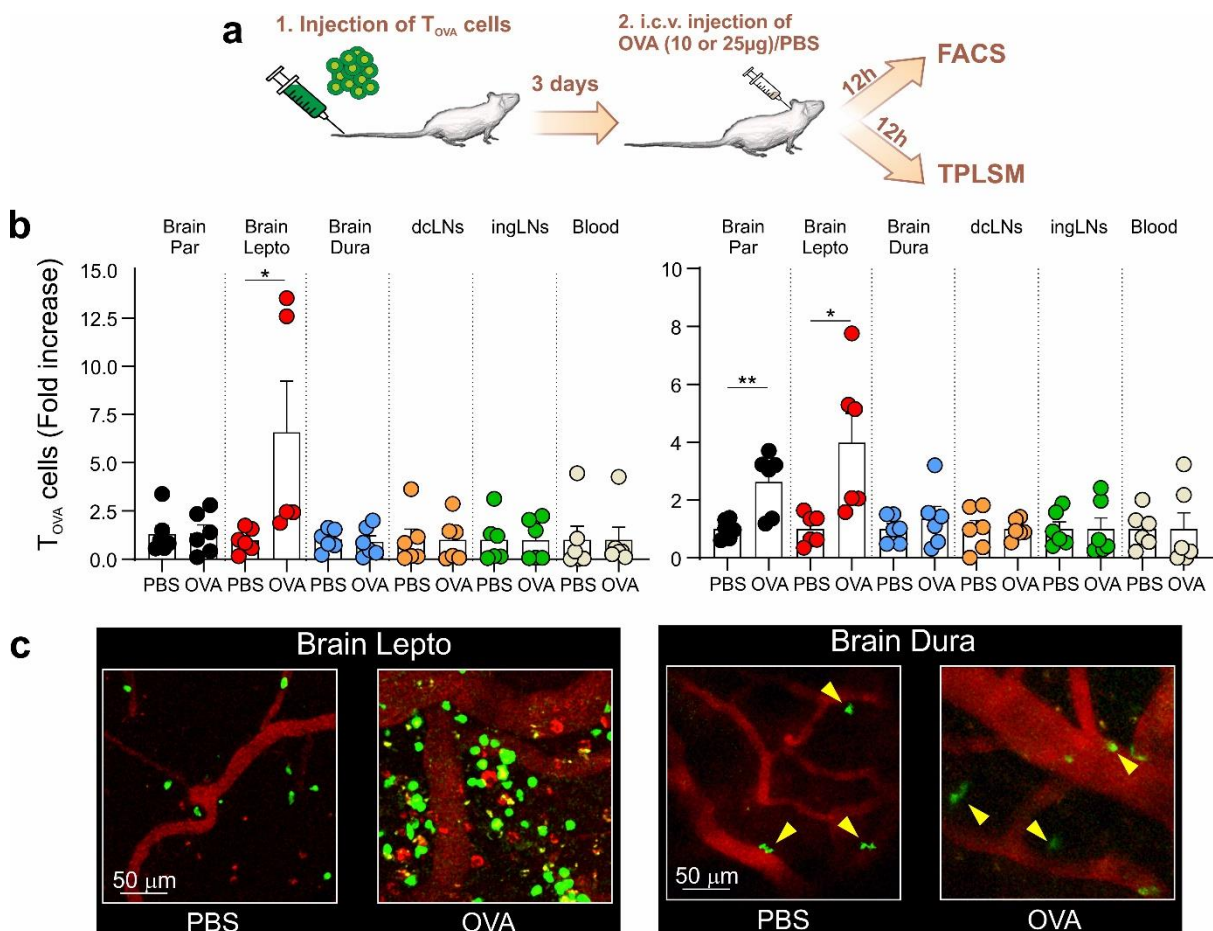 a
1. Injection of TOVA cells
2. i.c.v. injection of
OVA (10 or 25µg)/PBS
3 days
12h
FACS
12h
TPLSM
b
Brain Par
Brain Lepto
Brain Dura
dcLNs
ingLNs
Blood
TOVA cells (Fold increase)
15.0
12.5
10.0
7.5
5.0
2.5
0
*
PBS OVA PBS OVA PBS OVA PBS OVA PBS OVA PBS OVA
Brain Par
Brain Lepto
Brain Dura
dcLNs
ingLNs
Blood
10
8
6
4
2
0
**
*
PBS OVA PBS OVA PBS OVA PBS OVA PBS OVA PBS OVA
c
Brain Lepto
50 µm
PBS
OVA
Brain Dura
50 µm
PBS
OVA